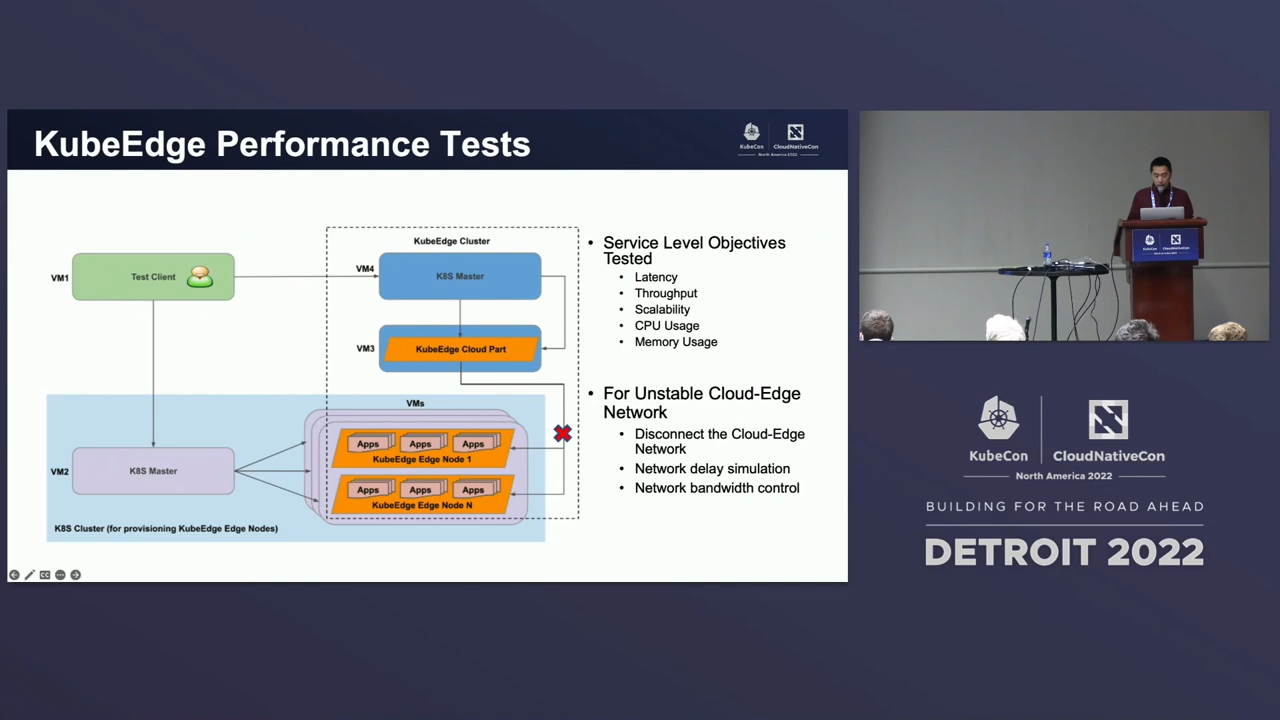 KubeEdge Performance Tests
KubeCon
CloudNativeCon
North America 2022
KubeEdge Cluster
VM1
Test Client
VM4
K8S Master
VM3
KubeEdge Cloud Part
VMs
Apps
Apps
Apps
KubeEdge Edge Node 1
VM2
K8S Master
Apps
Apps
Apps
KubeEdge Edge Node N
K8S Cluster (for provisioning KubeEdge Edge Nodes)
• Service Level Objectives
Tested
• Latency
• Throughput
• Scalability
• CPU Usage
• Memory Usage
• For Unstable Cloud-Edge
Network
• Disconnect the Cloud-Edge
Network
• Network delay simulation
• Network bandwidth control
CC
KubeCon
CloudNativeCon
KubeCon
CloudNativeCon
North America 2022
BUILDING FOR THE ROAD AHEAD
DETROIT 2022